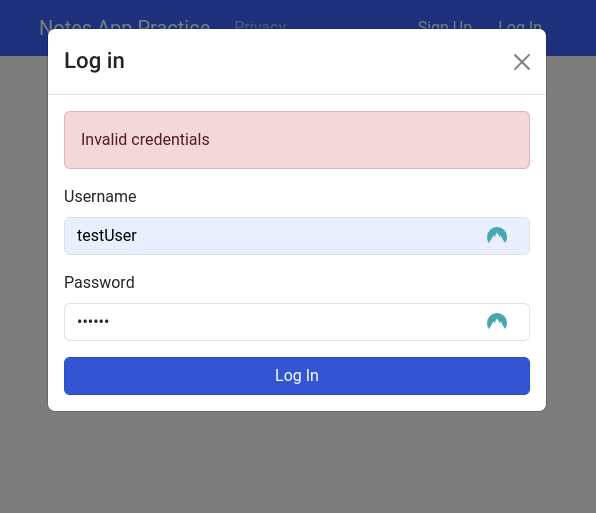 Notes App Practice Privacy Sign Up Log In
Log in
Invalid credentials
Username
testUser
Password
••••••
Log In